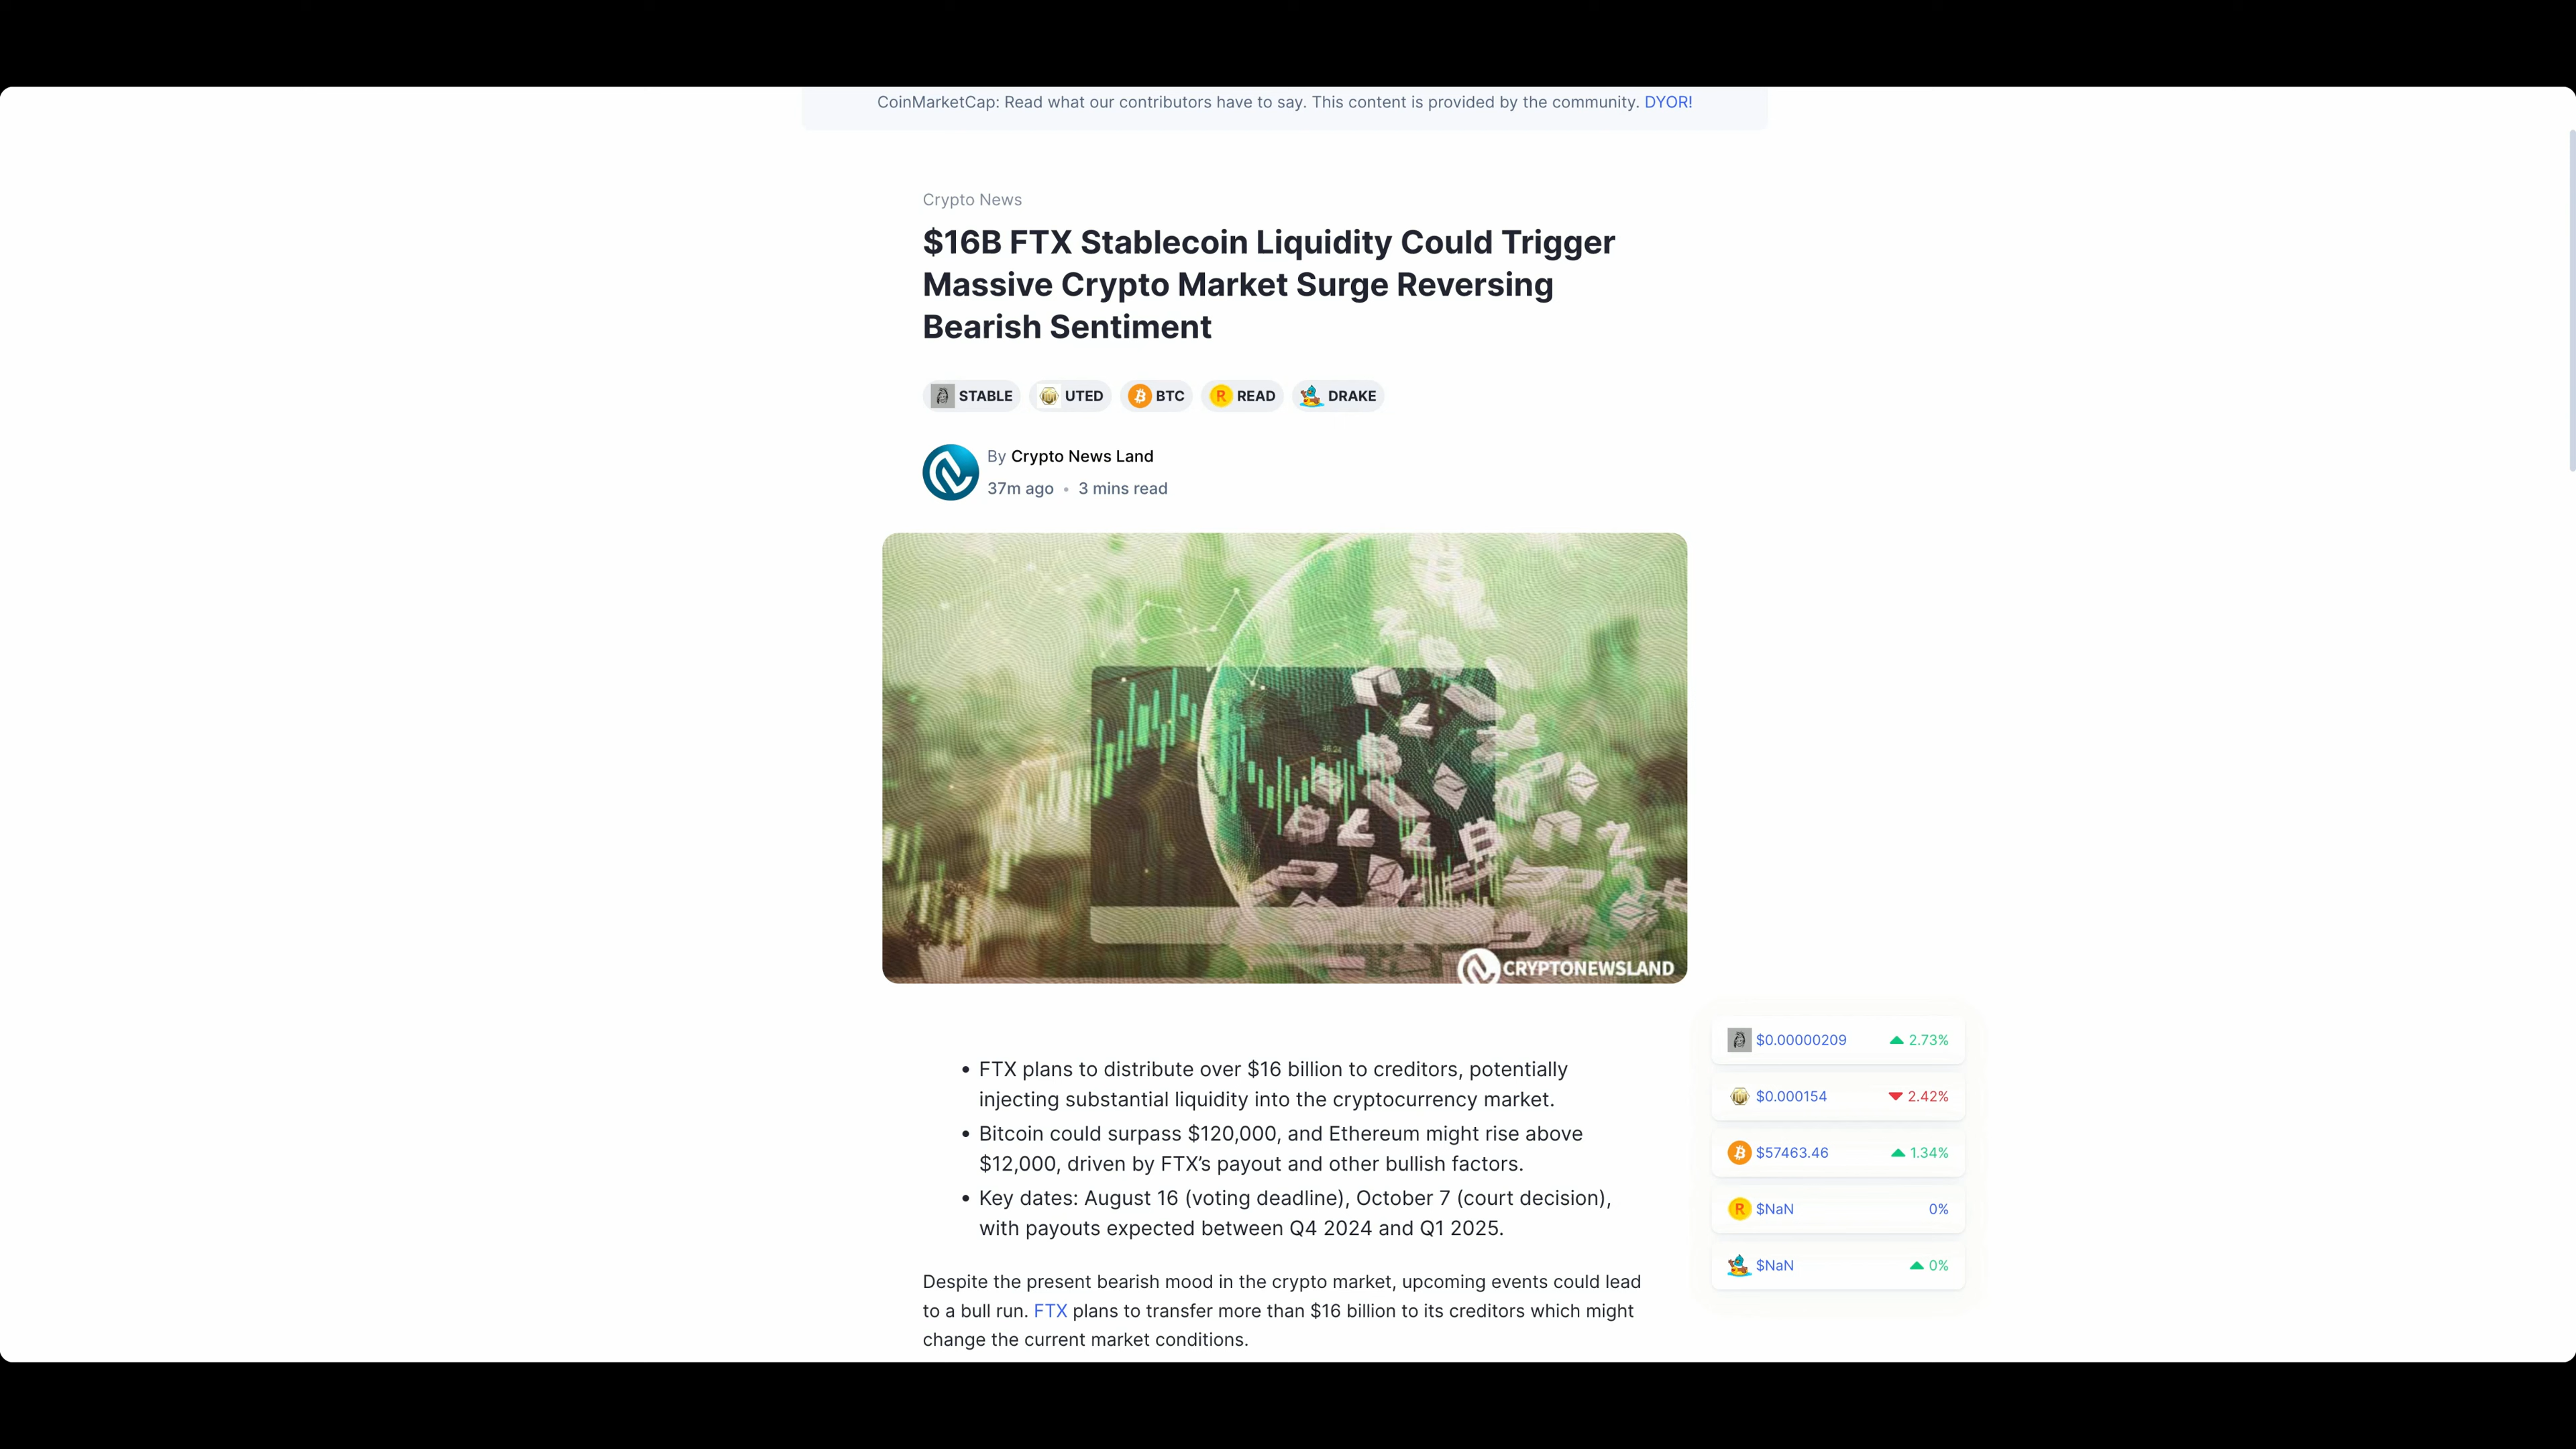 CoinMarketCap: Read what our contributors have to say. This content is provided by the community. DYOR!
Crypto News
$16B FTX Stablecoin Liquidity Could Trigger
Massive Crypto Market Surge Reversing
Bearish Sentiment
STABLE UTED BTC READ DRAKE
By Crypto News Land
37m ago • 3 mins read
CRYPTONEWSLAND
• FTX plans to distribute over $16 billion to creditors, potentially
injecting substantial liquidity into the cryptocurrency market.
• Bitcoin could surpass $120,000, and Ethereum might rise above
$12,000, driven by FTX’s payout and other bullish factors.
• Key dates: August 16 (voting deadline), October 7 (court decision),
with payouts expected between Q4 2024 and Q1 2025.
Despite the present bearish mood in the crypto market, upcoming events could lead
to a bull run. FTX plans to transfer more than $16 billion to its creditors which might
change the current market conditions.
$0.00000209 2.73%
$0.000154 2.42%
$57463.46 1.34%
$NaN 0%
$NaN 0%